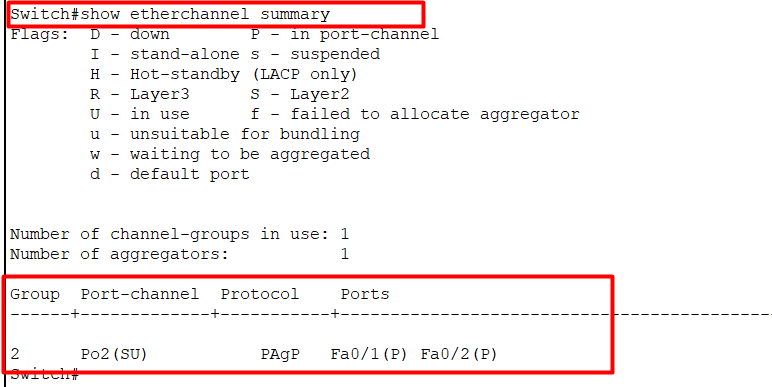 Switch#show etherchannel summary
Flags:  D - down        P - in port-channel
        I - stand-alone s - suspended
        H - Hot-standby (LACP only)
        R - Layer3      S - Layer2
        U - in use      f - failed to allocate aggregator
        u - unsuitable for bundling
        w - waiting to be aggregated
        d - default port
Number of channel-groups in use: 1
Number of aggregators:           1
Group  Port-channel  Protocol    Ports
------+-------------+-----------+-------------------------------------------
2      Po2(SU)           PAgP   Fa0/1(P) Fa0/2(P)
Switch#